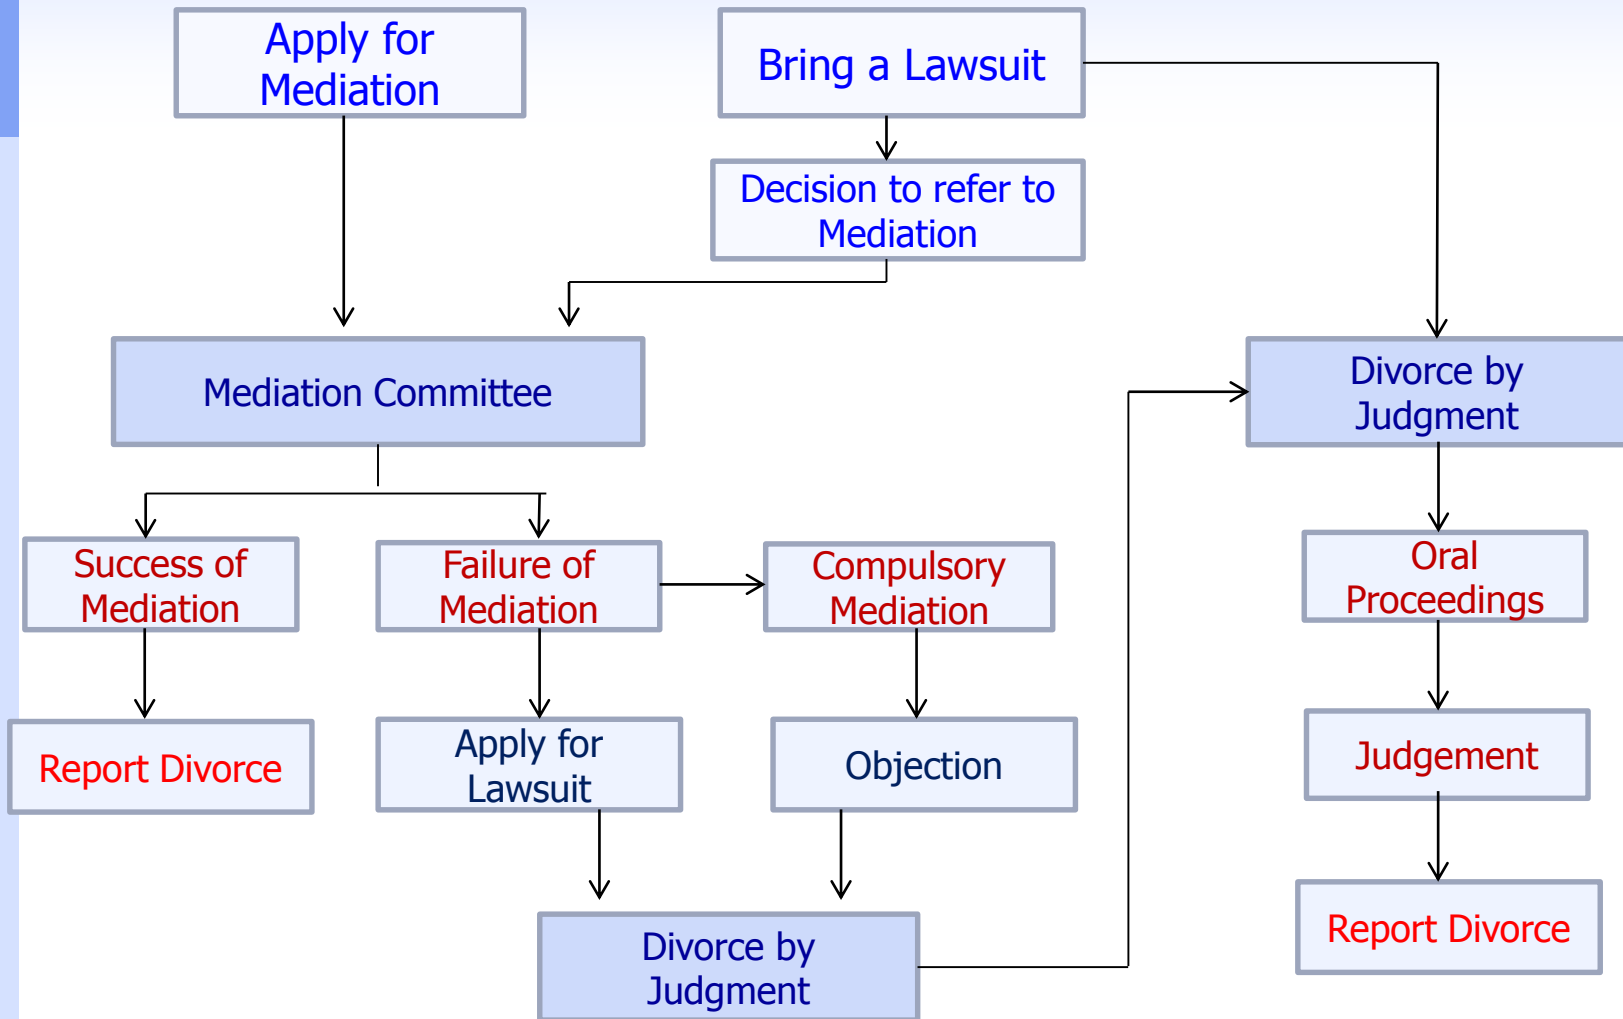 Apply for
Mediation
Bring a Lawsuit
Decision to refer to
Mediation
Mediation Committee
Divorce by
Judgment
Success of
Mediation
Failure of
Mediation
Compulsory
Mediation
Oral
Proceedings
Report Divorce
Apply for
Lawsuit
Objection
Judgement
Divorce by
Judgment
Report Divorce